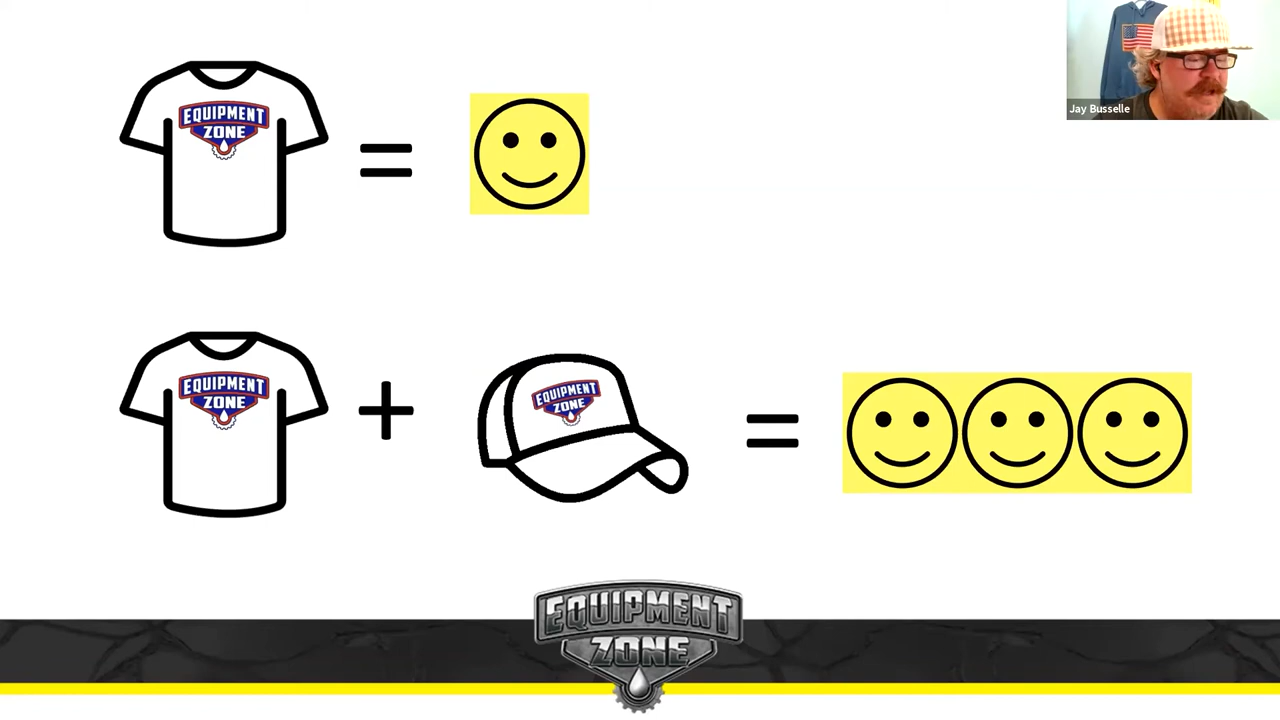 EQUIPMENT
ZONE
Jay Busselle
=
EQUIPMENT
ZONE
+
EQUIPMENT
ZONE
=
EQUIPMENT
ZONE